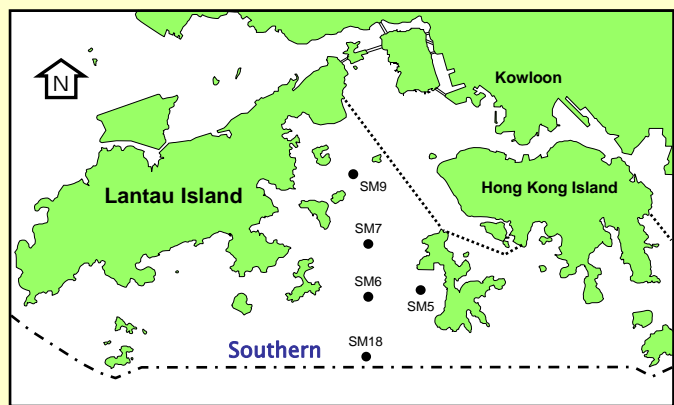 N
Kowloon
Lantau Island
SM9
Hong Kong Island
SM7
SM6
SM5
SM18
Southern